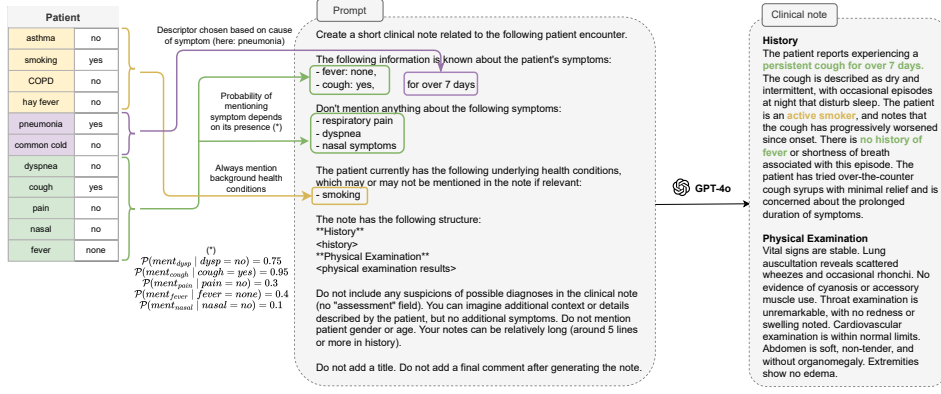 Patient
asthma no
smoking yes
COPD no
hay fever no
pneumonia yes
common cold no
dyspnea no
cough yes
pain no
nasal no
fever none
Descriptor chosen based on cause
of symptom (here: pneumonia)
Probability of
mentioning
symptom depends
on its presence (*)
Always mention
background health
conditions
(*)
P(ment_dysp | dysp = no) = 0.75
P(ment_cough | cough = yes) = 0.95
P(ment_pain | pain = no) = 0.3
P(ment_fever | fever = none) = 0.4
P(ment_nasal | nasal = no) = 0.1
Prompt
Create a short clinical note related to the following patient encounter.
The following information is known about the patient's symptoms:
- fever: none,
- cough: yes, for over 7 days
Don't mention anything about the following symptoms:
- respiratory pain
- dyspnea
- nasal symptoms
The patient currently has the following underlying health conditions,
which may or may not be mentioned in the note if relevant:
- smoking
The note has the following structure:
**History**
<history>
**Physical Examination**
<physical examination results>
Do not include any suspicions of possible diagnoses in the clinical note
(no "assessment" field). You can imagine additional context or details
described by the patient, but no additional symptoms. Do not mention
patient gender or age. Your notes can be relatively long (around 5 lines
or more in history).
Do not add a title. Do not add a final comment after generating the note.
GPT-4o
Clinical note
History
The patient reports experiencing a
persistent cough for over 7 days.
The cough is described as dry and
intermittent, with occasional episodes
at night that disturb sleep. The patient
is an active smoker, and notes that
the cough has progressively worsened
since onset. There is no history of
fever or shortness of breath
associated with this episode. The
patient has tried over-the-counter
cough syrups with minimal relief and is
concerned about the prolonged
duration of symptoms.
Physical Examination
Vital signs are stable. Lung
auscultation reveals scattered
wheezes and occasional rhonchi. No
evidence of cyanosis or accessory
muscle use. Throat examination is
unremarkable, with no redness or
swelling noted. Cardiovascular
examination is within normal limits.
Abdomen is soft, non-tender, and
without organomegaly. Extremities
show no edema.